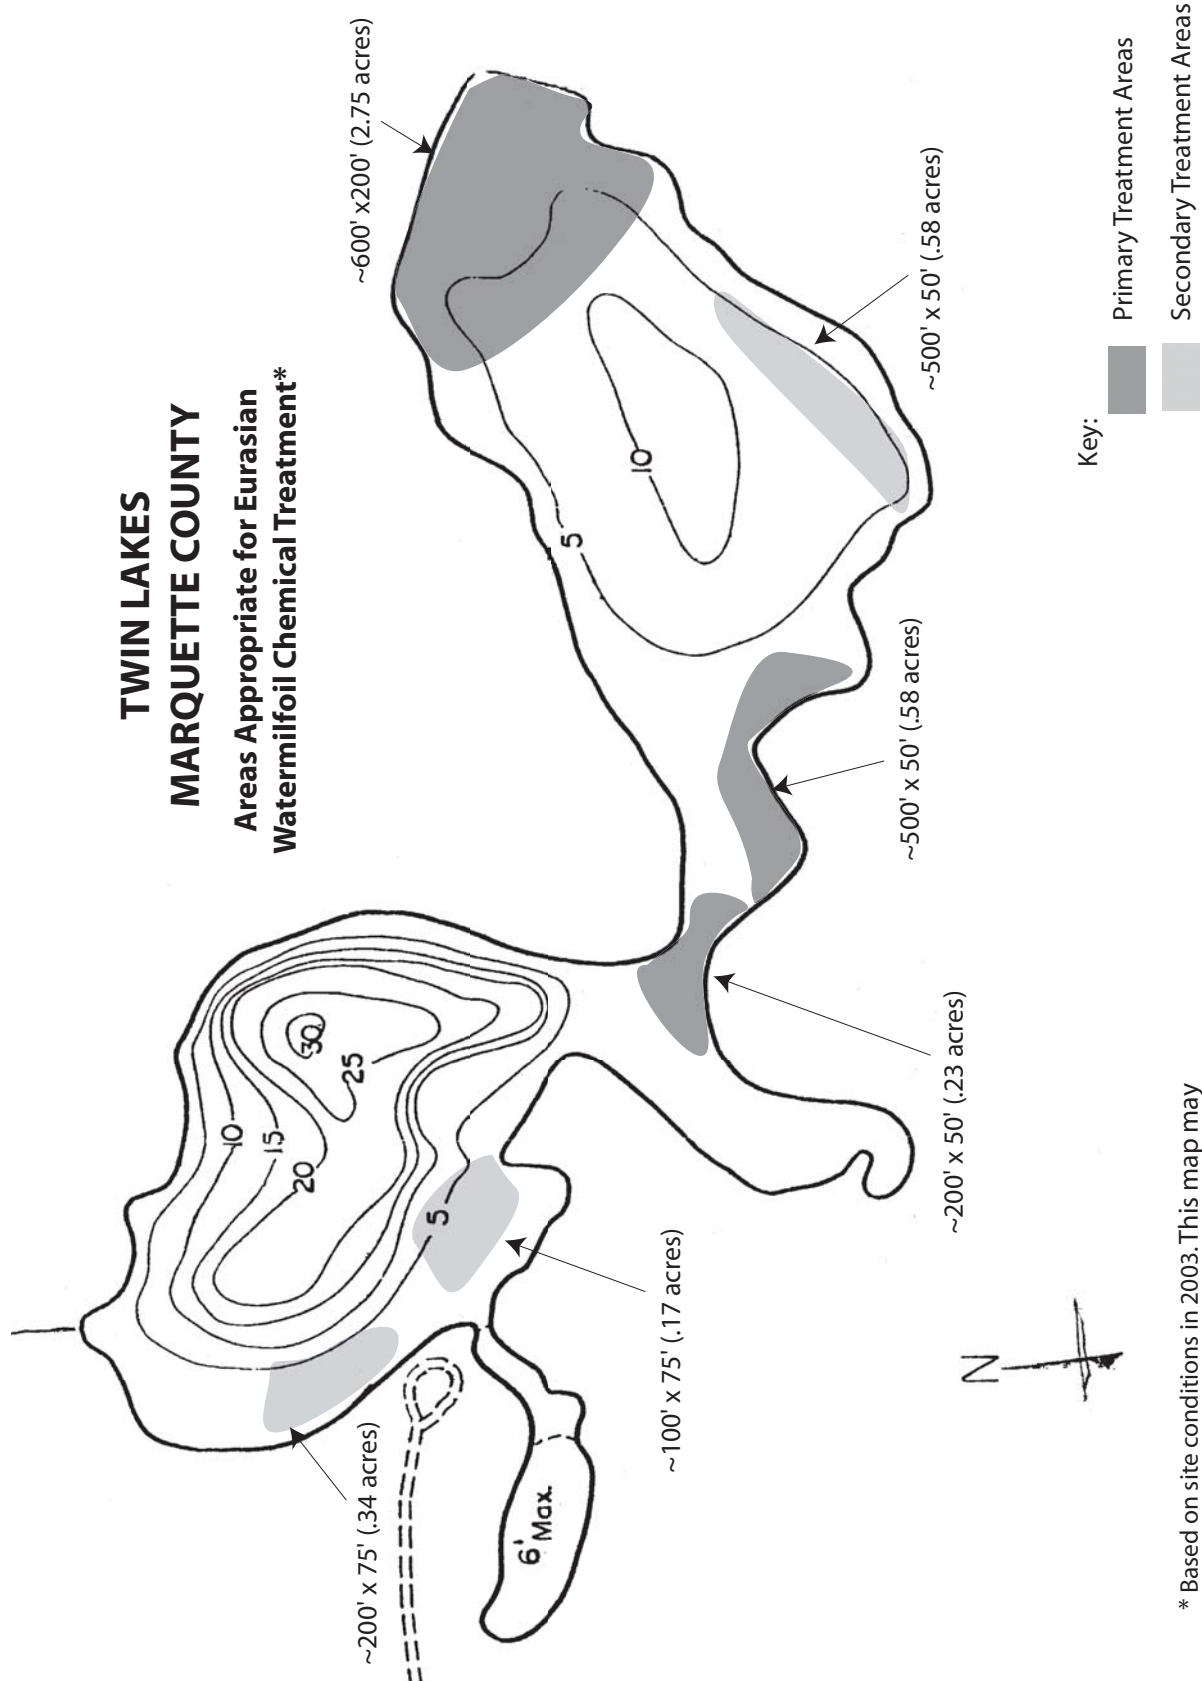 TWIN LAKES
MARQUETTE COUNTY
Areas Appropriate for Eurasian
Watermilfoil Chemical Treatment*
~200' x 75' (.34 acres)
~600' x200' (2.75 acres)
10
15
20
25
30
5
6' Max.
5
10
~100' x 75' (.17 acres)
~200' x 50' (.23 acres)
~500' x 50' (.58 acres)
~500' x 50' (.58 acres)
N
Key:
Primary Treatment Areas
Secondary Treatment Areas
* Based on site conditions in 2003. This map may